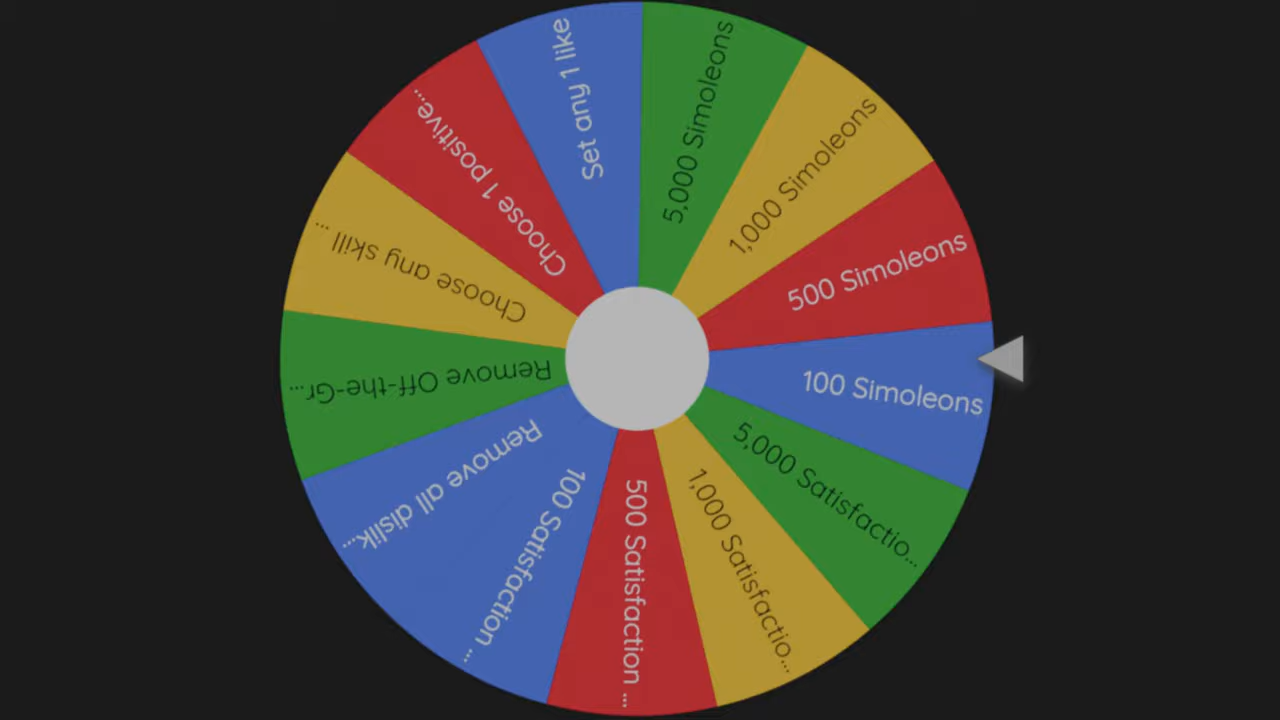 Set any 1 like
5,000 Simoleons
1,000 Simoleons
500 Simoleons
100 Simoleons
5,000 Satisfactio...
1,000 Satisfactio...
500 Satisfaction ...
100 Satisfaction ...
Remove all dislik...
Remove Off-the-Gr...
Choose any skill ...
Choose 1 positive...